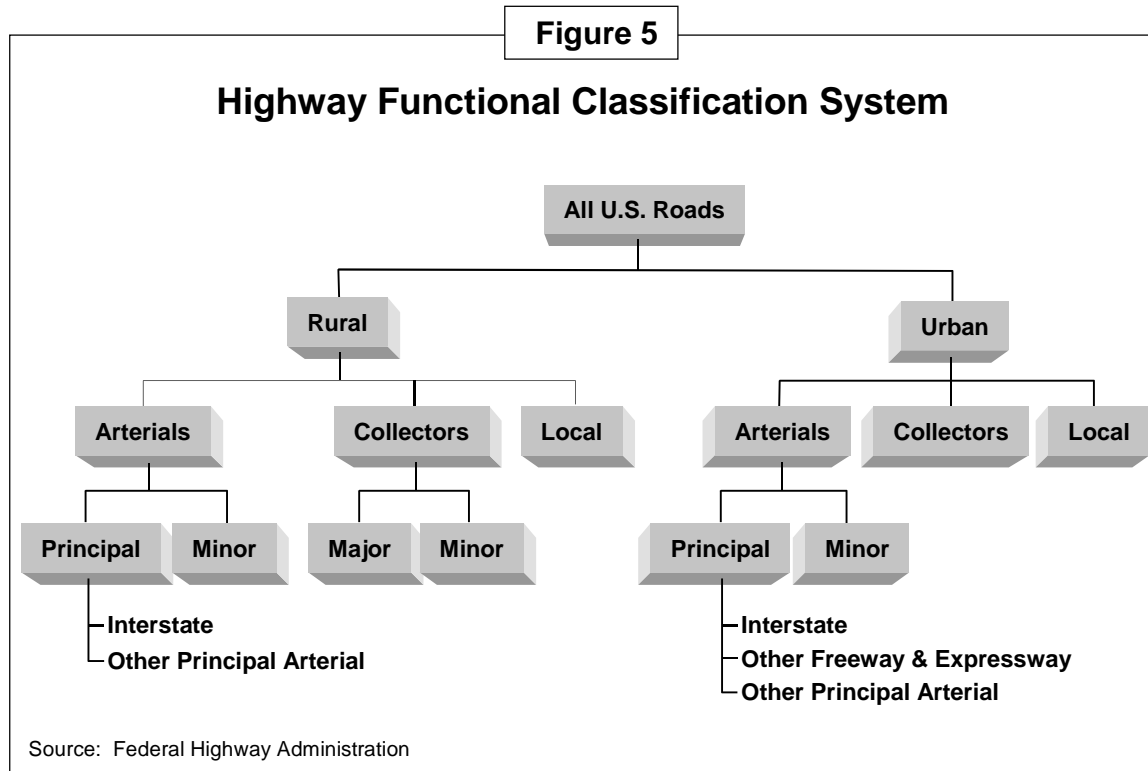 Figure 5
Highway Functional Classification System
All U.S. Roads
Rural
Urban
Arterials
Collectors
Local
Arterials
Collectors
Local
Principal
Minor
Major
Minor
Principal
Minor
Interstate
Other Principal Arterial
Interstate
Other Freeway & Expressway
Other Principal Arterial
Source: Federal Highway Administration